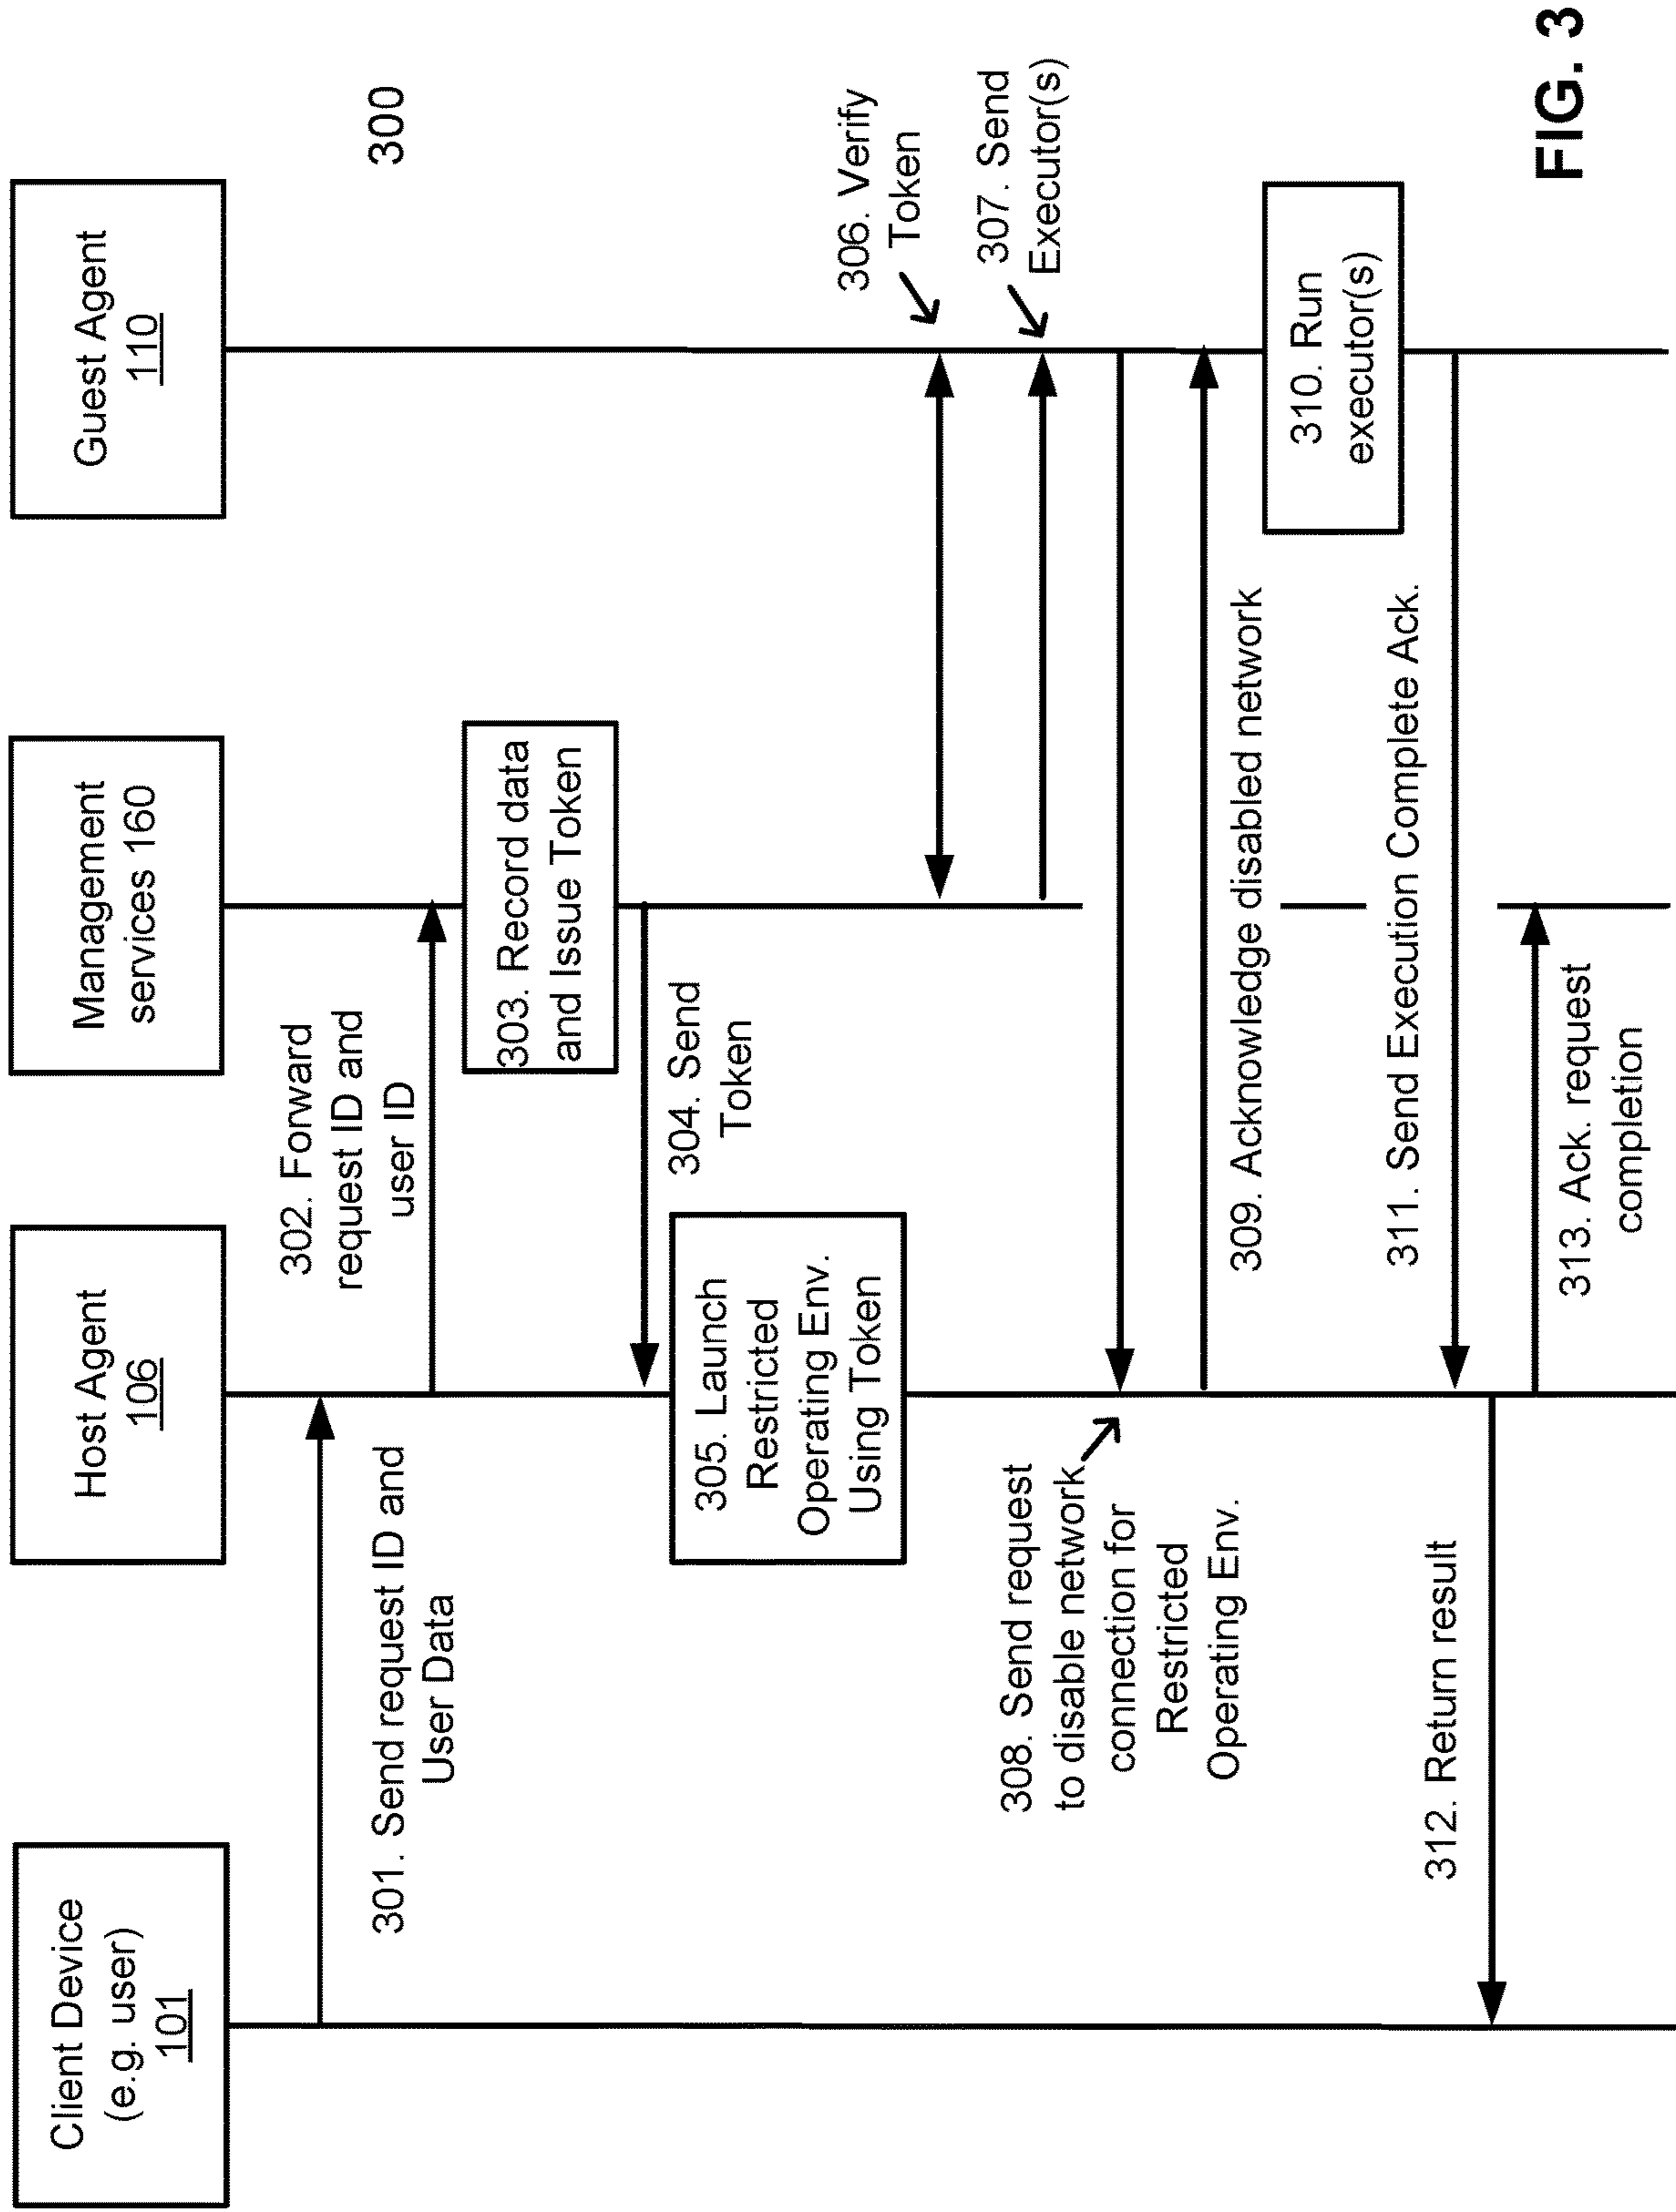 Client Device
(e.g. user)
101
Host Agent
106
Management
services 160
Guest Agent
110
300
301. Send request ID and
User Data
302. Forward
request ID and
user ID
303. Record data
and Issue Token
304. Send
Token
305. Launch
Restricted
Operating Env.
Using Token
306. Verify
Token
307. Send
Executor(s)
308. Send request
to disable network
connection for
Restricted
Operating Env.
309. Acknowledge disabled network
310. Run
executor(s)
311. Send Execution Complete Ack.
312. Return result
313. Ack. request
completion
FIG. 3